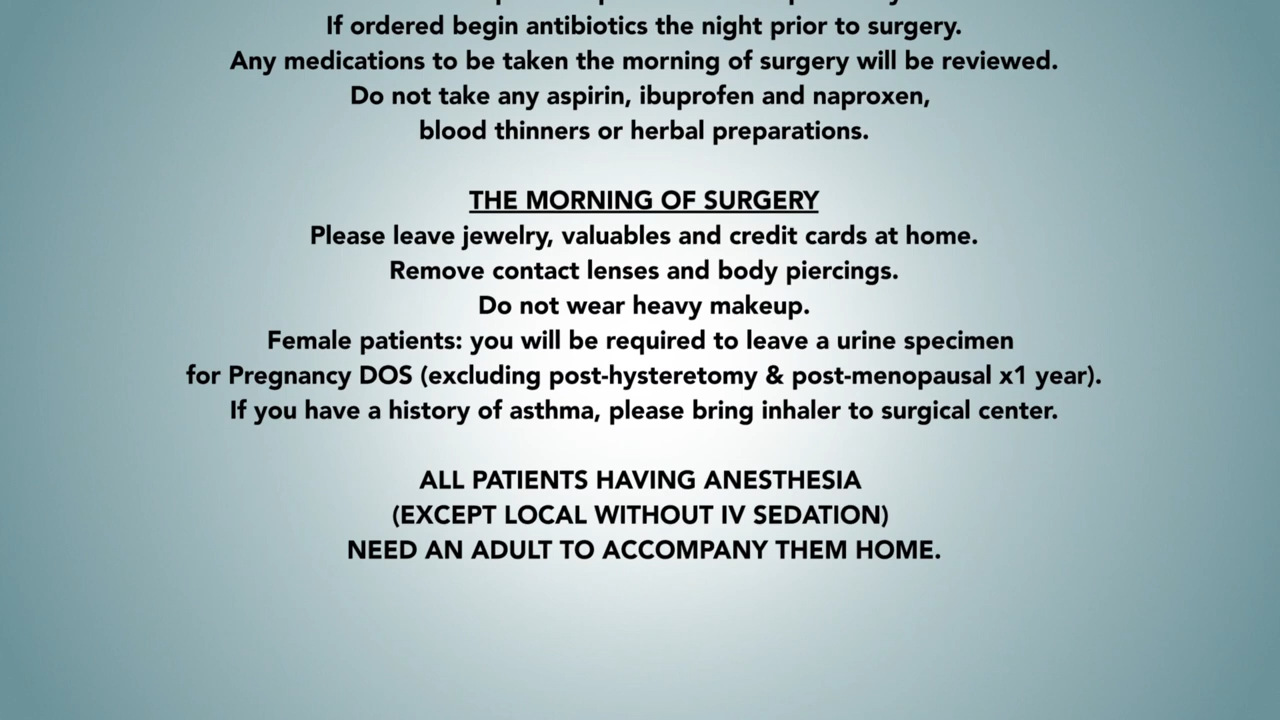 If ordered begin antibiotics the night prior to surgery.
Any medications to be taken the morning of surgery will be reviewed.
Do not take any aspirin, ibuprofen and naproxen,
blood thinners or herbal preparations.
THE MORNING OF SURGERY
Please leave jewelry, valuables and credit cards at home.
Remove contact lenses and body piercings.
Do not wear heavy makeup.
Female patients: you will be required to leave a urine specimen
for Pregnancy DOS (excluding post-hysteretomy & post-menopausal x1 year).
If you have a history of asthma, please bring inhaler to surgical center.
ALL PATIENTS HAVING ANESTHESIA
(EXCEPT LOCAL WITHOUT IV SEDATION)
NEED AN ADULT TO ACCOMPANY THEM HOME.